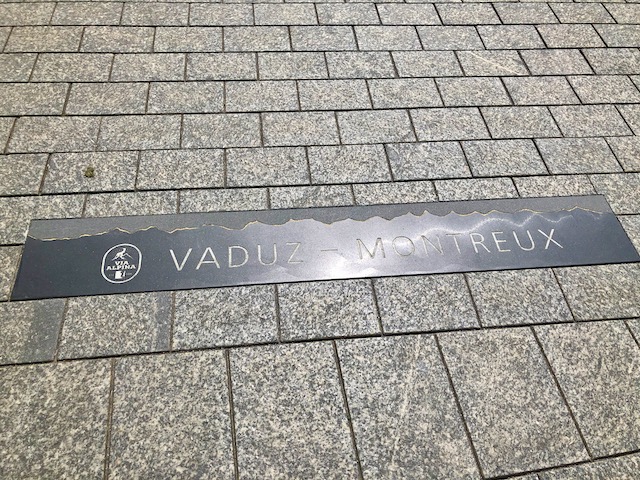 VIA
ALPINA
VADUZ – MONTREUX